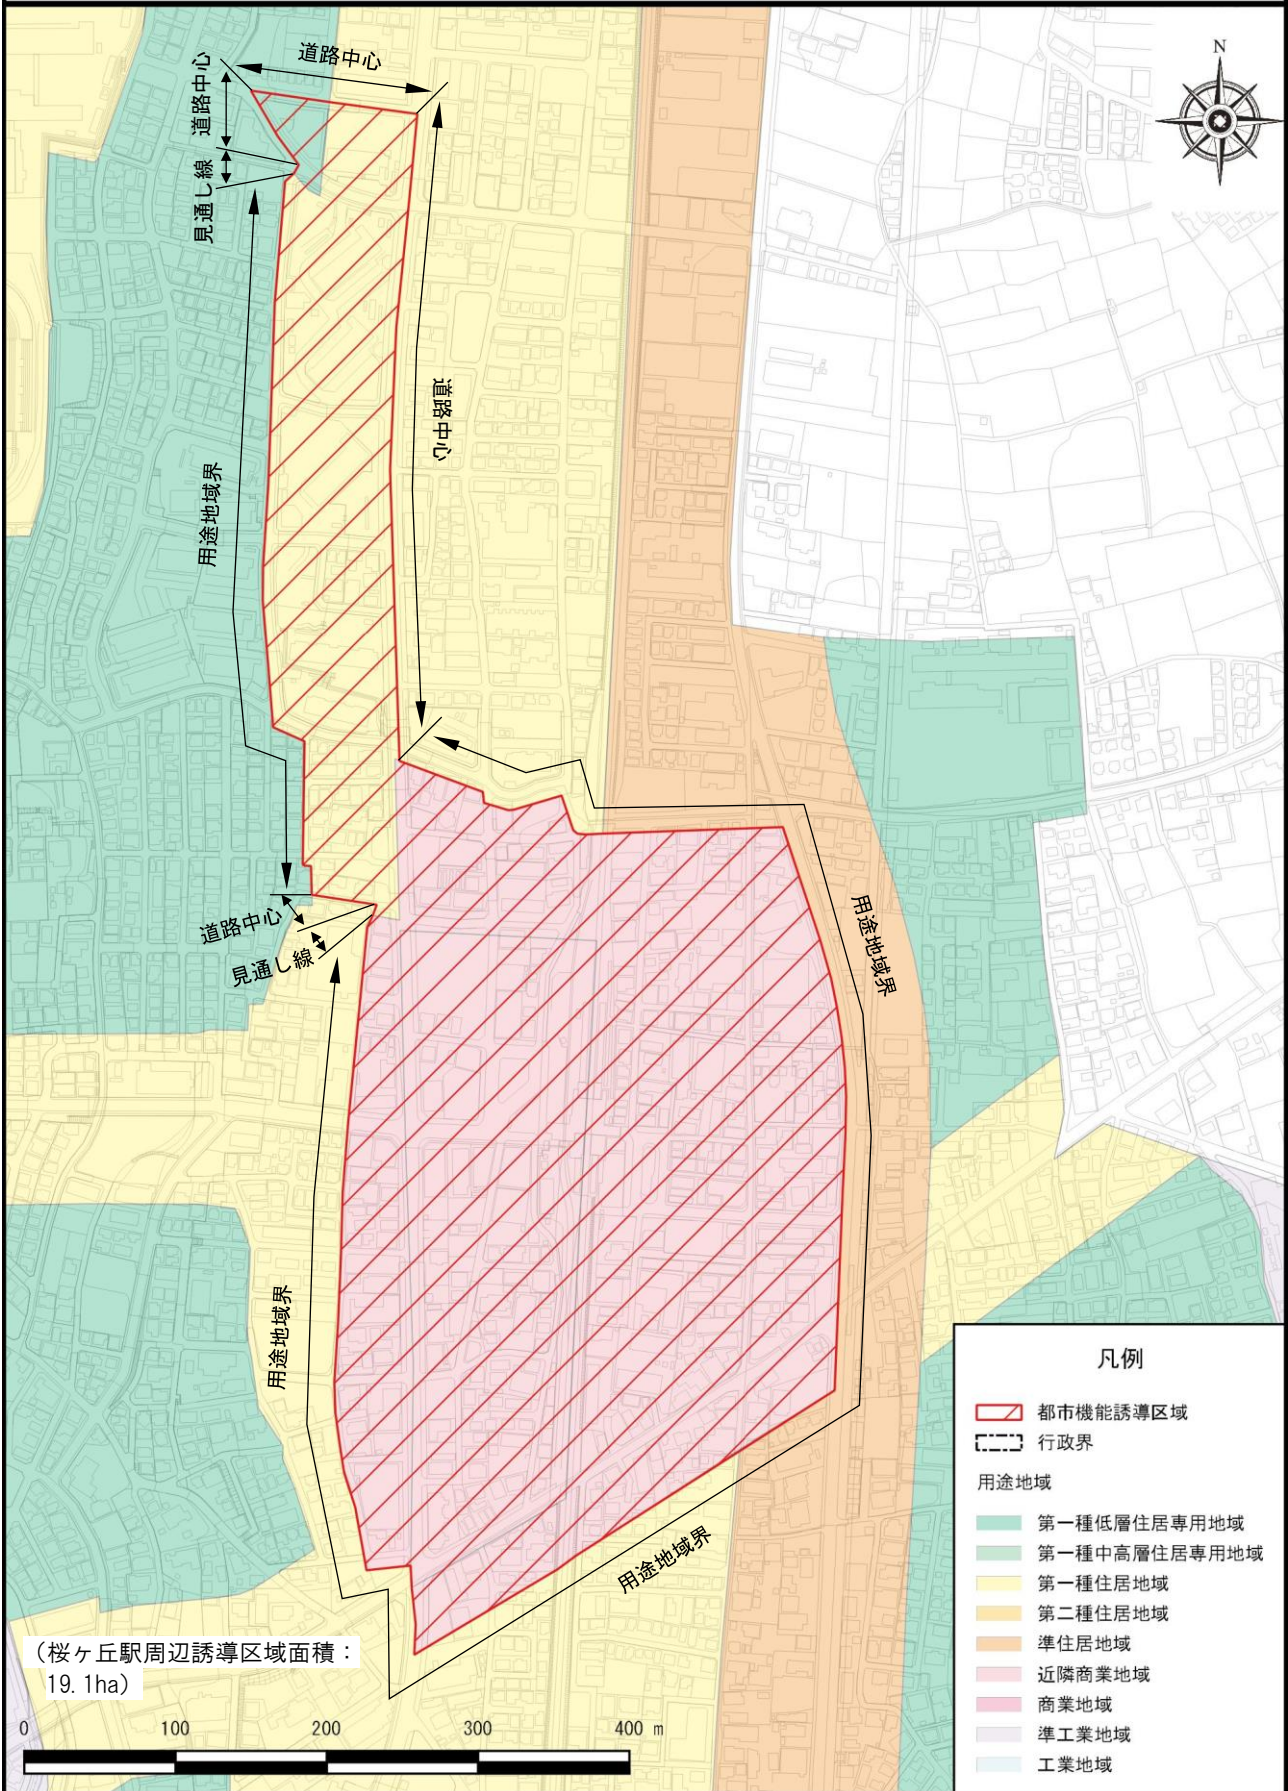 N
道路中心
道路中心
見通し線
道路中心
用途地域界
用途地域界
道路中心
見通し線
用途地域界
用途地域界
(桜ヶ丘駅周辺誘導区域面積：
19.1ha)
0 100 200 300 400 m
凡例
都市機能誘導区域
行政界
用途地域
第一種低層住居専用地域
第一種中高層住居専用地域
第一種住居地域
第二種住居地域
準住居地域
近隣商業地域
商業地域
準工業地域
工業地域